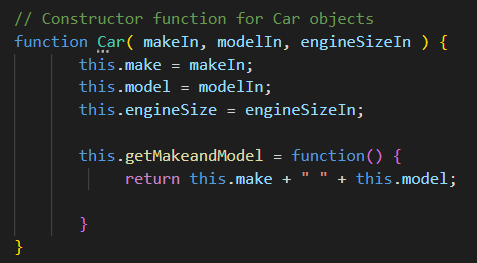 // Constructor function for Car objects
function Car( makeIn, modelIn, engineSizeIn ) {
        this.make = makeIn;
        this.model = modelIn;
        this.engineSize = engineSizeIn;

        this.getMakeandModel = function() {
            return this.make + " " + this.model;

        }
}